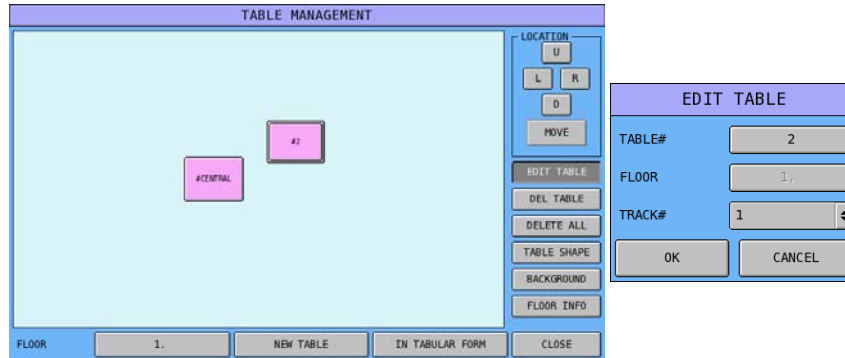 TABLE MANAGEMENT
LOCATION
U
L R
D
MOVE
#2
#CENTRAL
EDIT TABLE
DEL TABLE
DELETE ALL
TABLE SHAPE
BACKGROUND
FLOOR INFO
FLOOR 1. NEW TABLE IN TABULAR FORM CLOSE
EDIT TABLE
TABLE# 2
FLOOR 1.
TRACK# 1
OK CANCEL